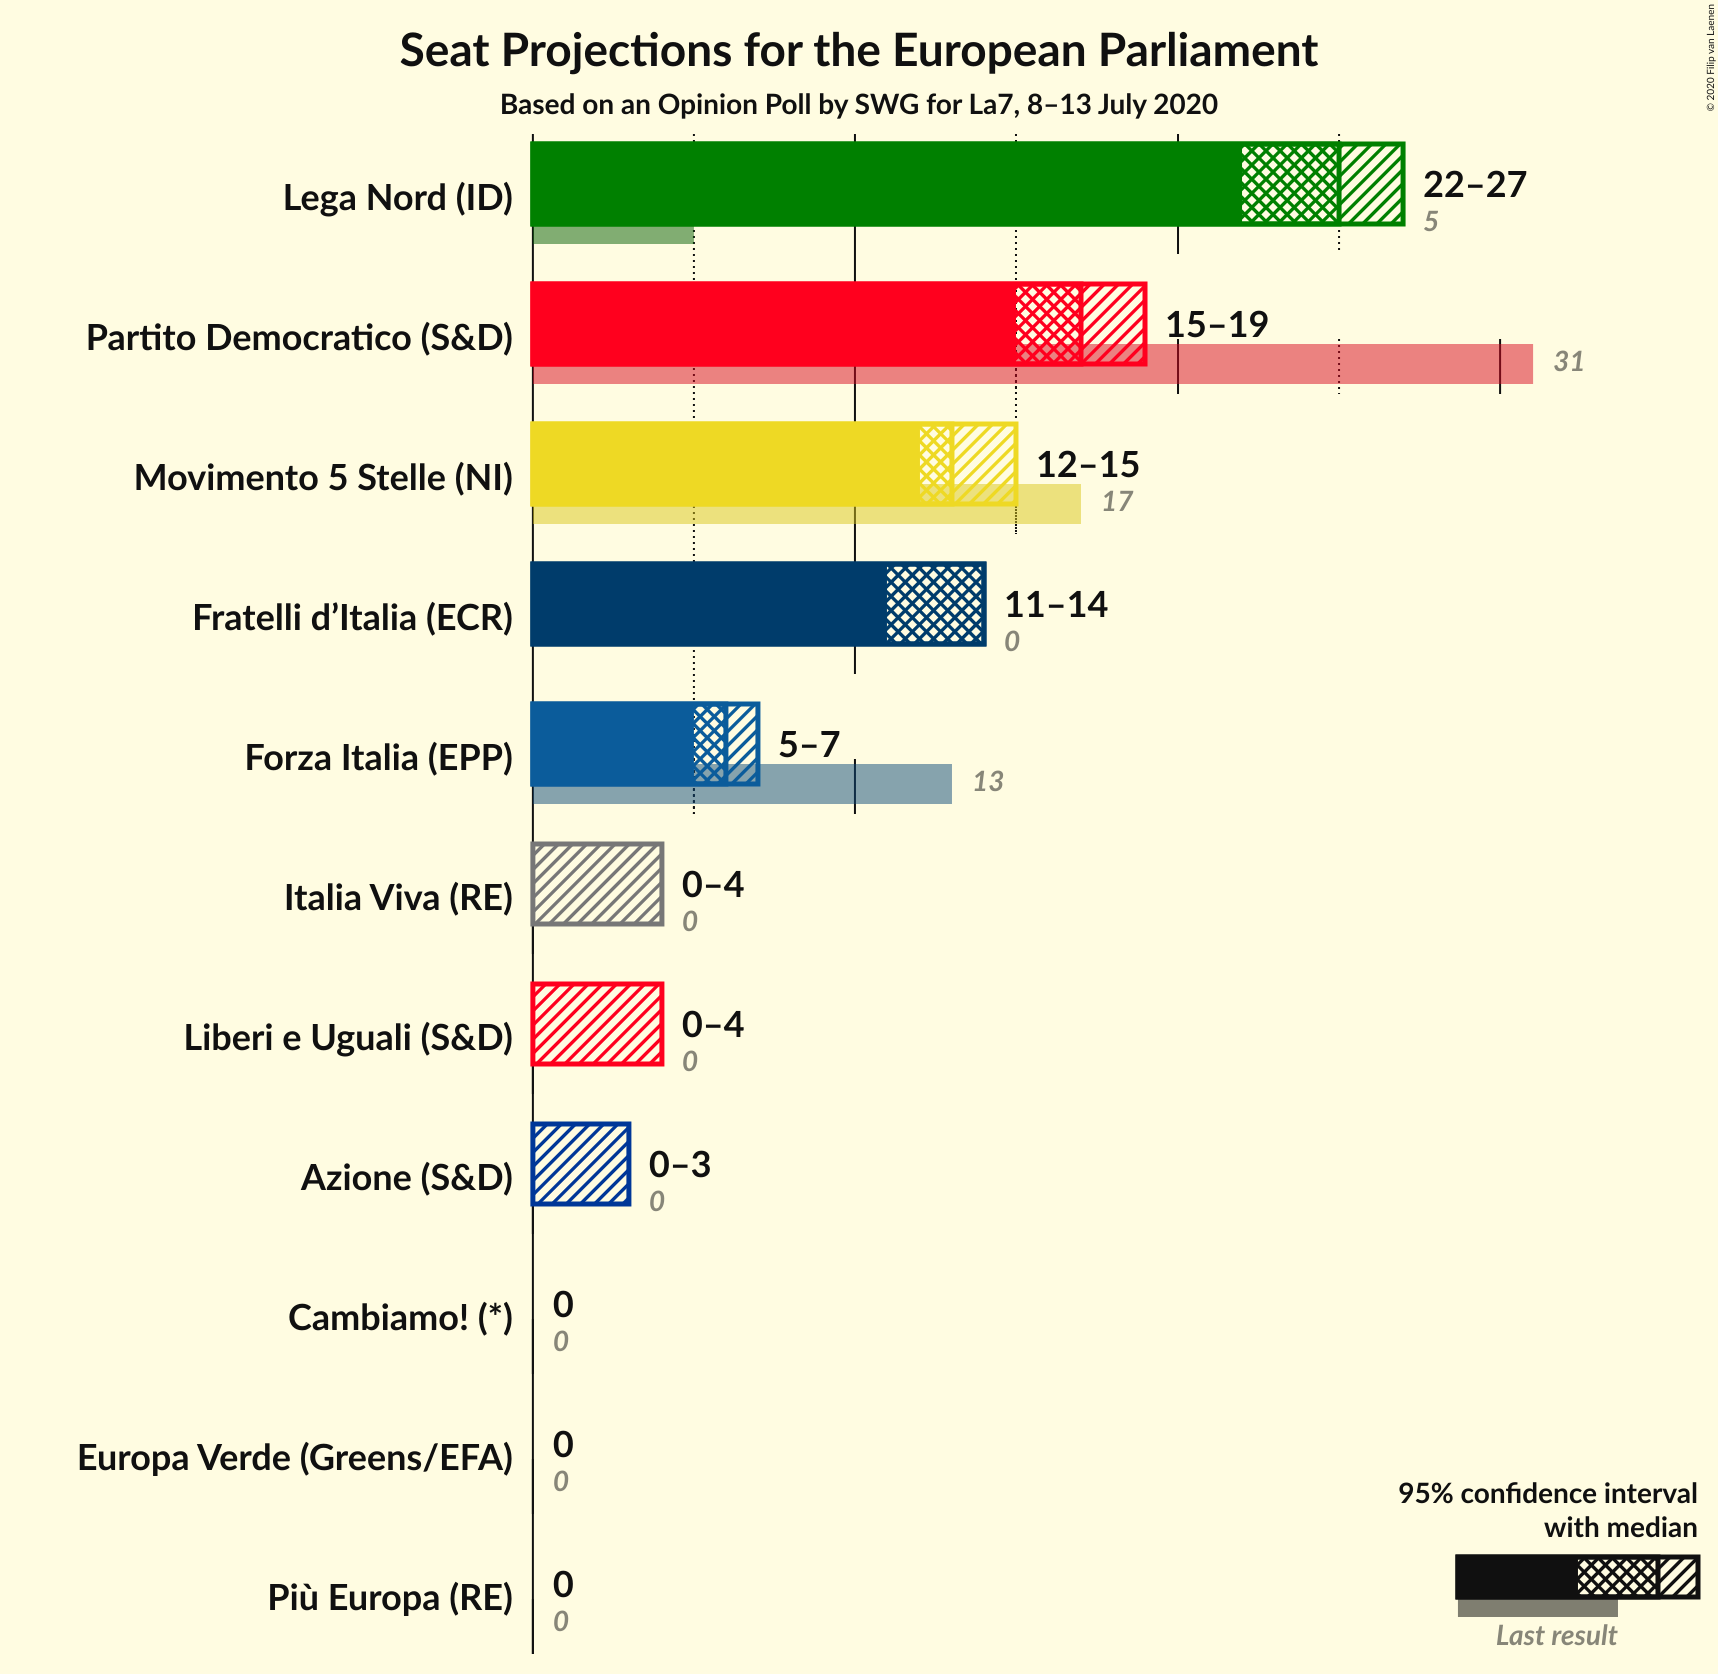 Seat Projections for the European Parliament
Based on an Opinion Poll by SWG for La7, 8–13 July 2020
© 2020 Filip van Laenen
Lega Nord (ID)
22–27
5
Partito Democratico (S&D)
15–19
31
Movimento 5 Stelle (NI)
12–15
17
Fratelli d’Italia (ECR)
11–14
0
Forza Italia (EPP)
5–7
13
Italia Viva (RE)
0–4
0
Liberi e Uguali (S&D)
0–4
0
Azione (S&D)
0–3
0
Cambiamo! (*)
0
0
Europa Verde (Greens/EFA)
0
0
Più Europa (RE)
0
0
95% confidence interval
with median
Last result